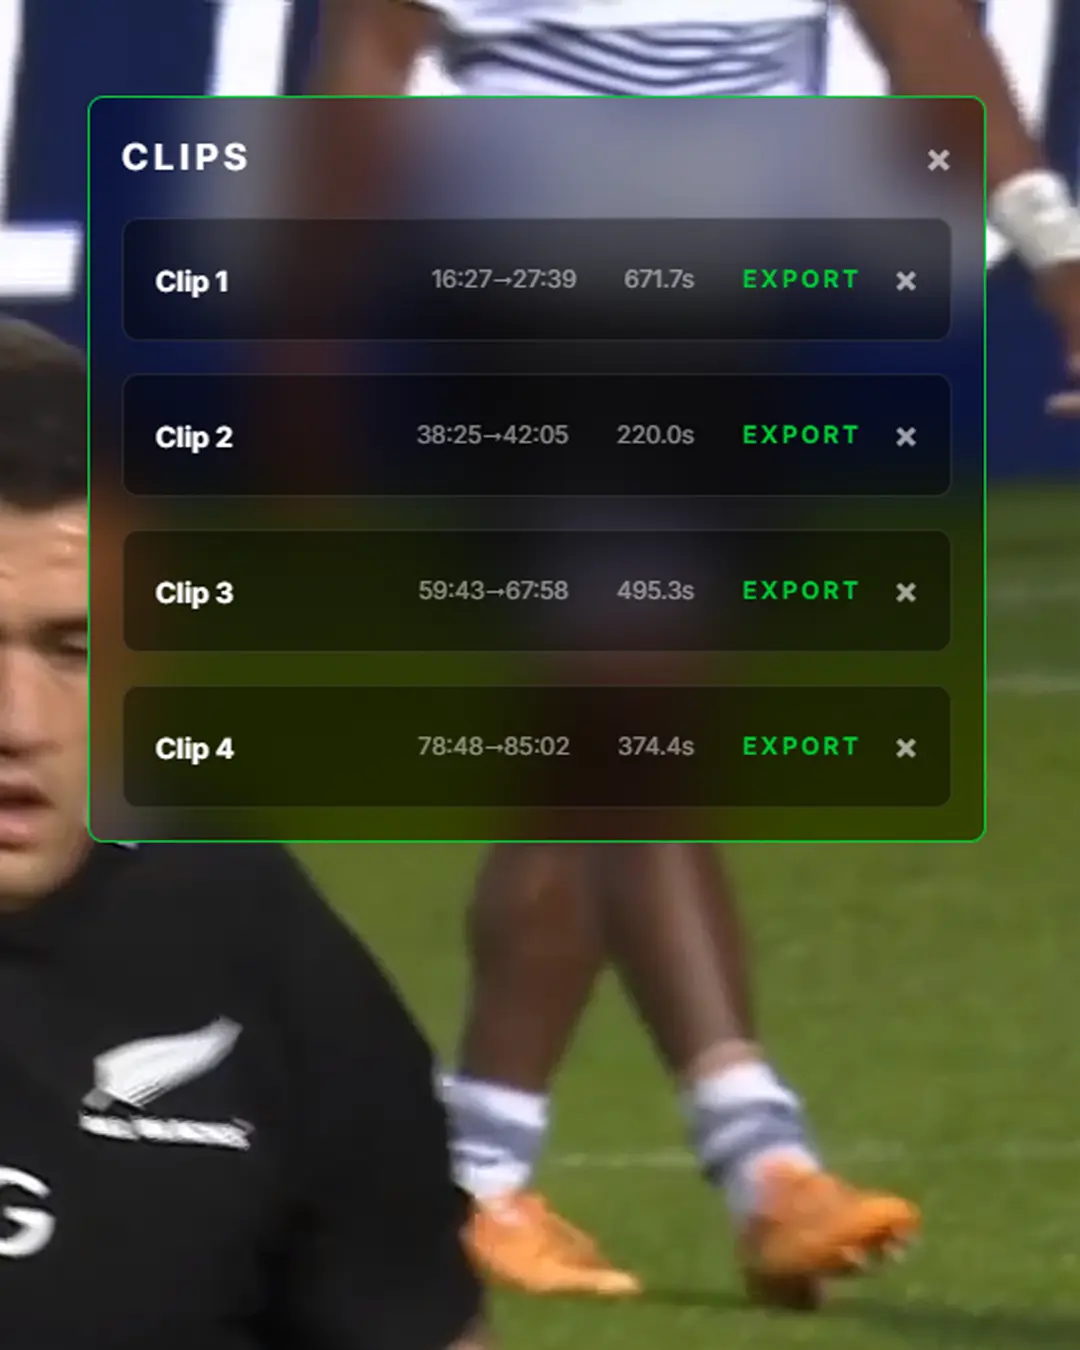 CLIPS ×
Clip 1 16:27→27:39 671.7s EXPORT ×
Clip 2 38:25→42:05 220.0s EXPORT ×
Clip 3 59:43→67:58 495.3s EXPORT ×
Clip 4 78:48→85:02 374.4s EXPORT ×
G